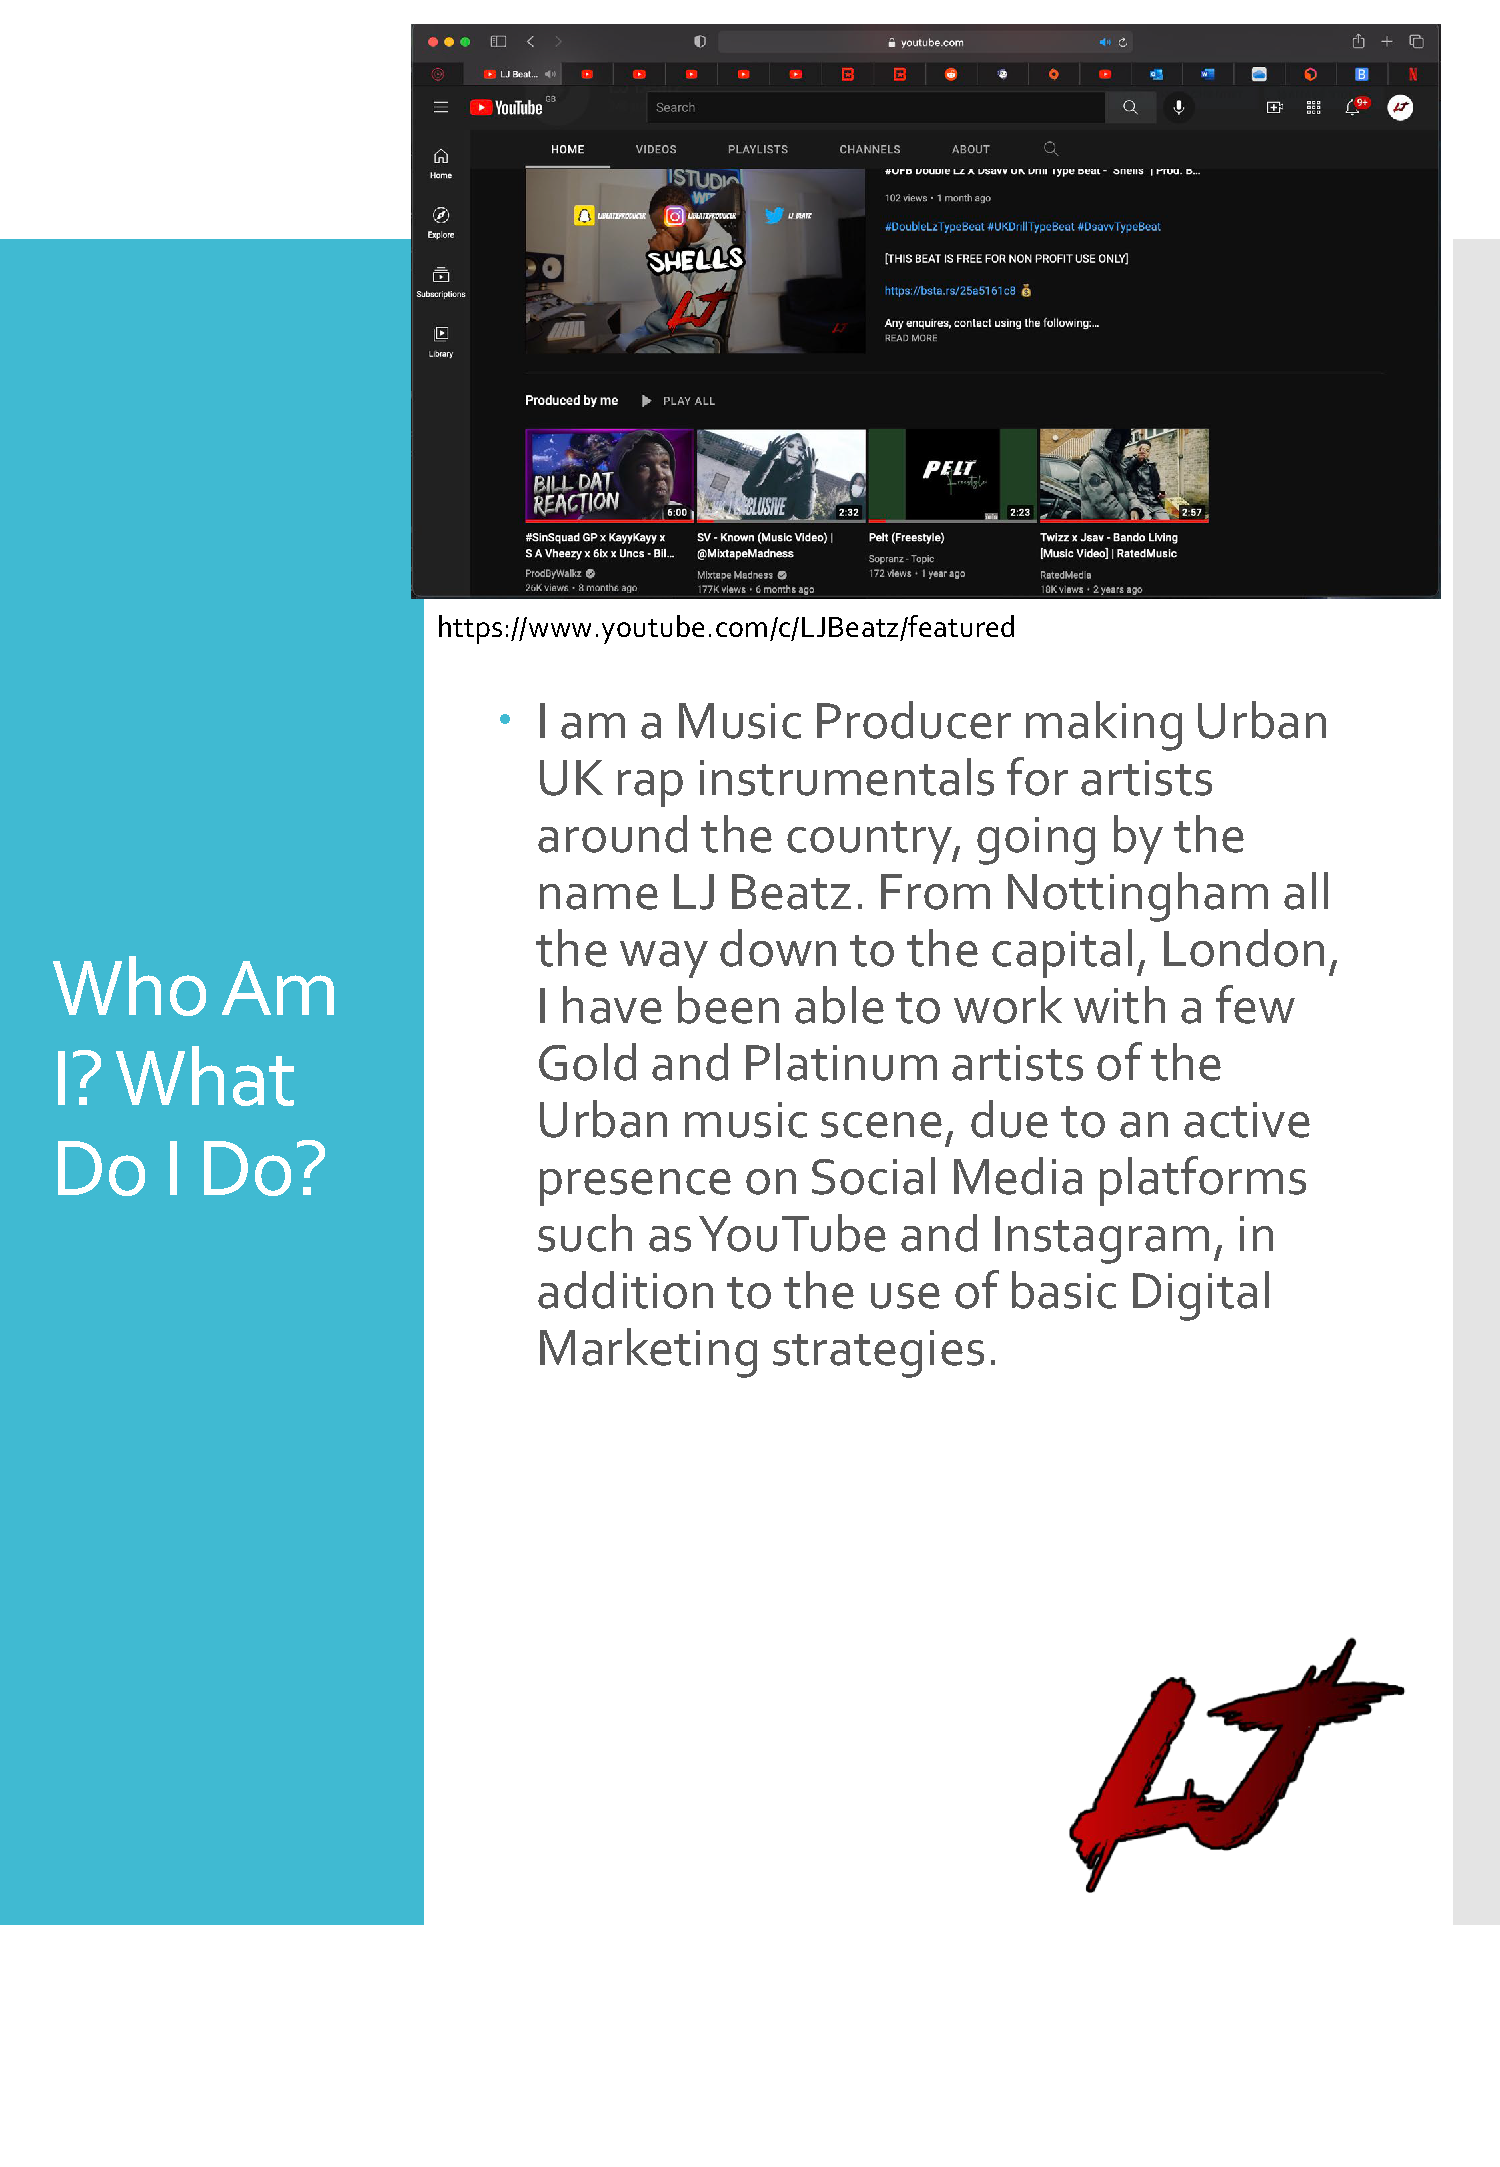 LJ Beat...
youtube.com
YouTube GB
Search
9+
Home
Explore
Subscriptions
Library
HOME VIDEOS PLAYLISTS CHANNELS ABOUT
STUDIO
WIT
LJBEATZPRODUCER LJBEATZPRODUCER LJ_BEATZ
SHELLS
LJ
#OFB Double Lz X Dsavv UK Drill Type Beat - "Shells" | Prod. B...
102 views • 1 month ago
#DoubleLzTypeBeat #UKDrillTypeBeat #DsavvTypeBeat
[THIS BEAT IS FREE FOR NON PROFIT USE ONLY]
https://bsta.rs/25a5161c8 💰
Any enquires, contact using the following:...
READ MORE
Produced by me PLAY ALL
BILL DAT
REACTION
6:00
2:32
PELT
Freestyle
2:23
2:57
#SinSquad GP x KayyKayy x
S A Vheezy x 6ix x Uncs - Bil...
ProdByWalkz
26K views • 8 months ago
SV - Known (Music Video) |
@MixtapeMadness
Mixtape Madness
177K views • 6 months ago
Pelt (Freestyle)
Sopranz - Topic
172 views • 1 year ago
Twizz x Jsav - Bando Living
[Music Video] | RatedMusic
RatedMedia
18K views • 2 years ago
https://www.youtube.com/c/LJBeatz/featured
Who Am
I? What
Do I Do?
• I am a Music Producer making Urban
UK rap instrumentals for artists
around the country, going by the
name LJ Beatz. From Nottingham all
the way down to the capital, London,
I have been able to work with a few
Gold and Platinum artists of the
Urban music scene, due to an active
presence on Social Media platforms
such as YouTube and Instagram, in
addition to the use of basic Digital
Marketing strategies.
LJ